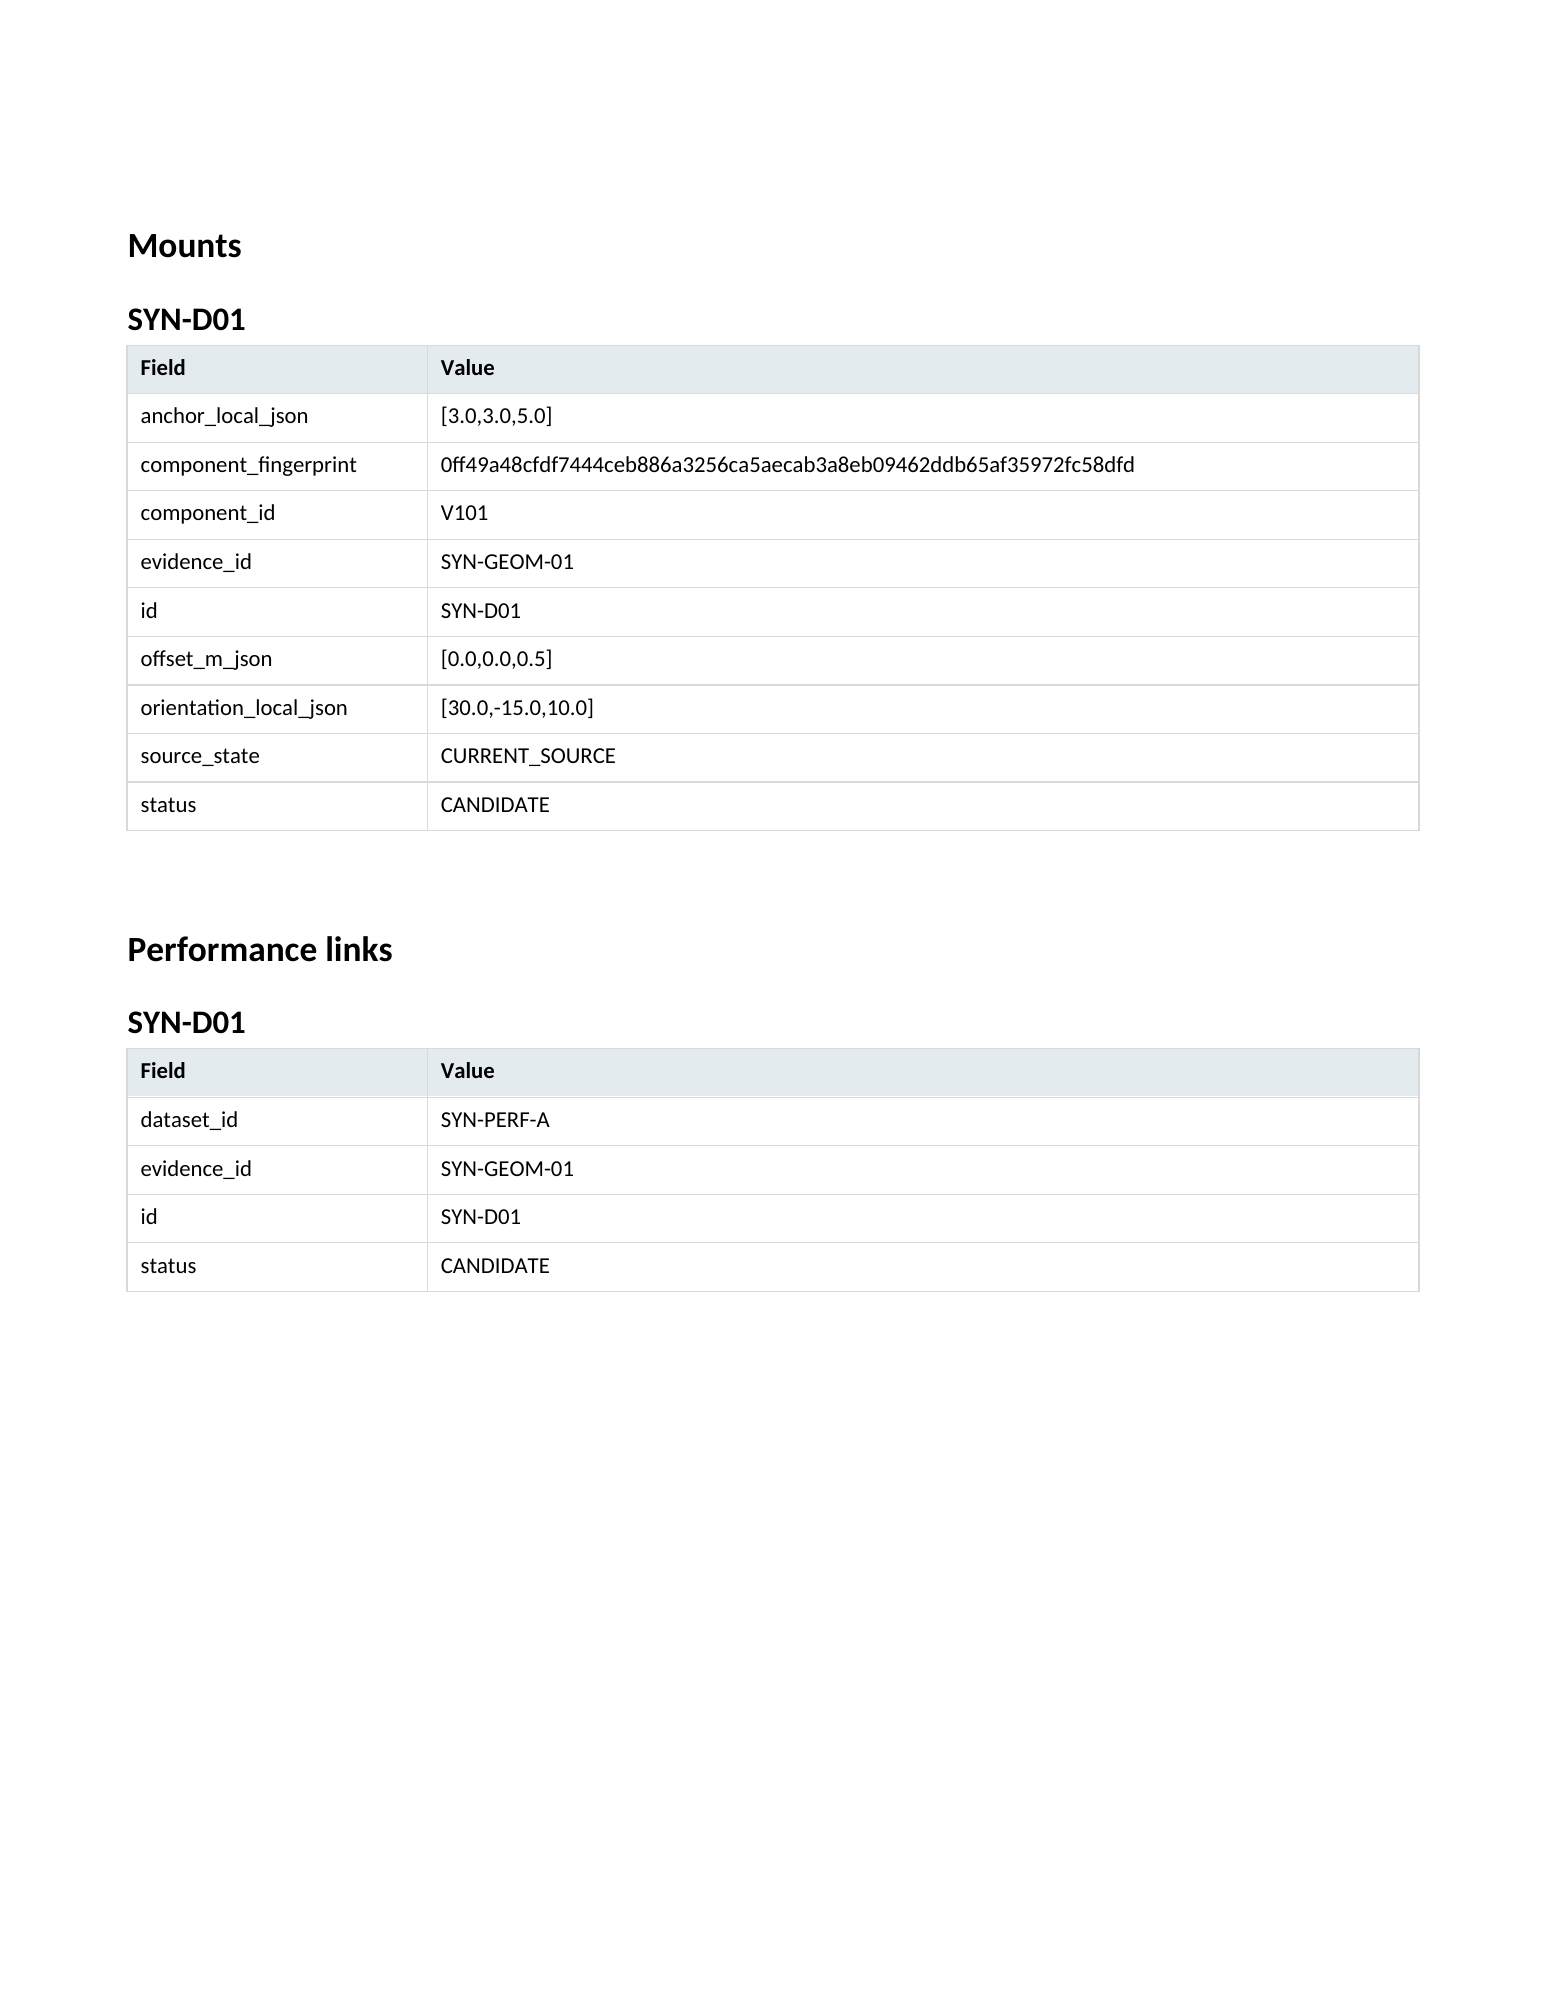 Mounts
SYN-D01
Field Value
anchor_local_json [3.0,3.0,5.0]
component_fingerprint 0ff49a48cfdf7444ceb886a3256ca5aecab3a8eb09462ddb65af35972fc58dfd
component_id V101
evidence_id SYN-GEOM-01
id SYN-D01
offset_m_json [0.0,0.0,0.5]
orientation_local_json [30.0,-15.0,10.0]
source_state CURRENT_SOURCE
status CANDIDATE
Performance links
SYN-D01
Field Value
dataset_id SYN-PERF-A
evidence_id SYN-GEOM-01
id SYN-D01
status CANDIDATE